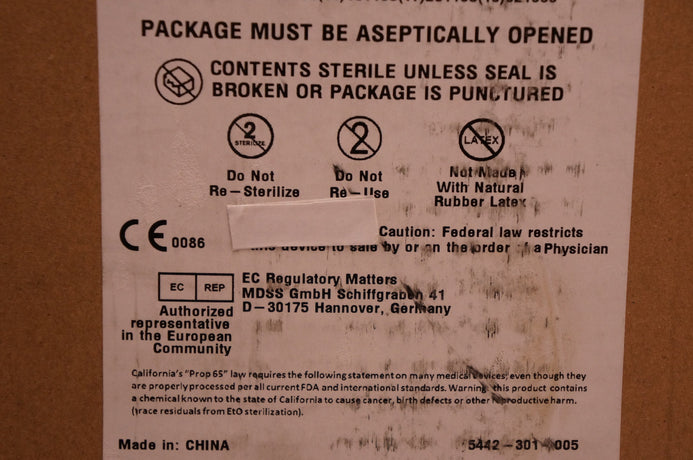 PACKAGE MUST BE ASEPTICALLY OPENED
CONTENTS STERILE UNLESS SEAL IS
BROKEN OR PACKAGE IS PUNCTURED
2
STERILIZE
2
LATEX
Do Not
Re-Sterilize
Do Not
Re-Use
Not Made
With Natural
Rubber Latex
CE 0086
Caution: Federal law restricts
this device to sale by or on the order of a Physician
EC REP
EC Regulatory Matters
MDSS GmbH Schiffgraben 41
D-30175 Hannover, Germany
Authorized
representative
in the European
Community
California's "Prop 65" law requires the following statement on many medical devices, even though they
are properly processed per all current FDA and international standards. Warning, this product contains
a chemical known to the state of California to cause cancer, birth defects or other reproductive harm.
(trace residuals from EtO sterilization).
Made in: CHINA
5442-301-005